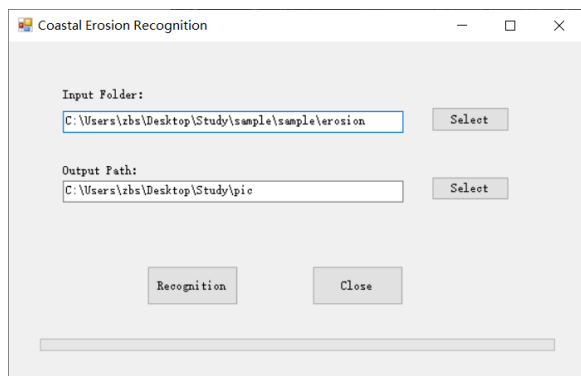 Coastal Erosion Recognition
Input Folder:
C:\Users\zbs\Desktop\Study\sample\sample\erosion
Select
Output Path:
C:\Users\zbs\Desktop\Study\pic
Select
Recognition
Close